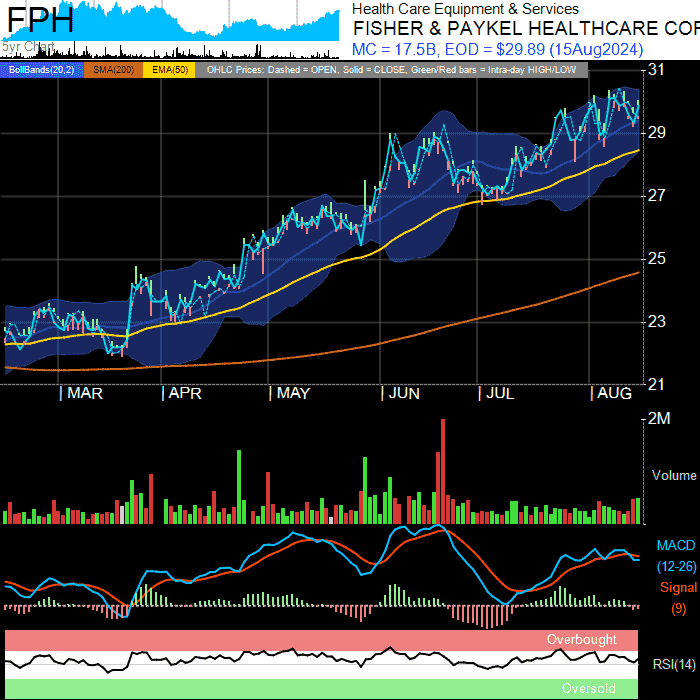 FPH
Health Care Equipment & Services
FISHER & PAYKEL HEALTHCARE COR
MC = 17.5B, EOD = $29.89 (15Aug2024)
5yr Chart
BollBands(20,2) SMA(200) EMA(50) OHLC Prices: Dashed = OPEN, Solid = CLOSE, Green/Red bars = Intra-day HIGH/LOW
31
29
27
25
23
21
MAR APR MAY JUN JUL AUG
2M
Volume
MACD
(12-26)
Signal
(9)
Overbought
RSI(14)
Oversold